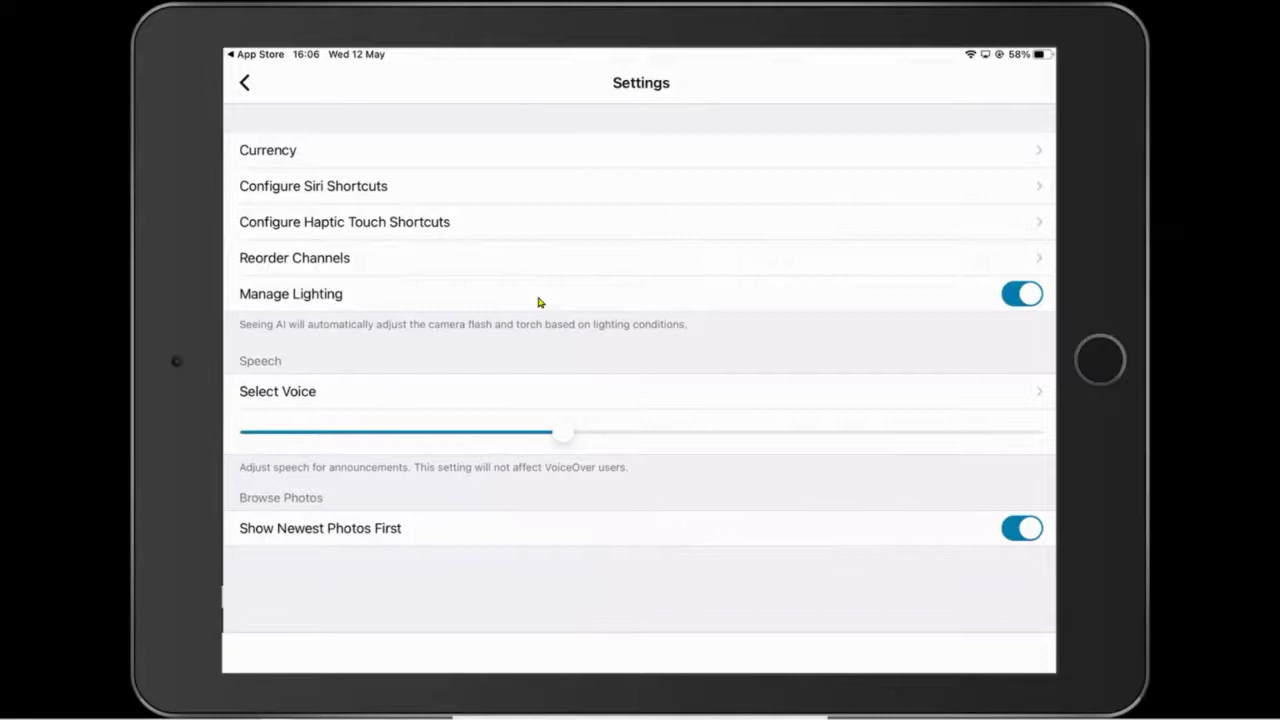 App Store 16:06 Wed 12 May 58%
Settings
Currency
Configure Siri Shortcuts
Configure Haptic Touch Shortcuts
Reorder Channels
Manage Lighting
Seeing AI will automatically adjust the camera flash and torch based on lighting conditions.
Speech
Select Voice
Adjust speech for announcements. This setting will not affect VoiceOver users.
Browse Photos
Show Newest Photos First